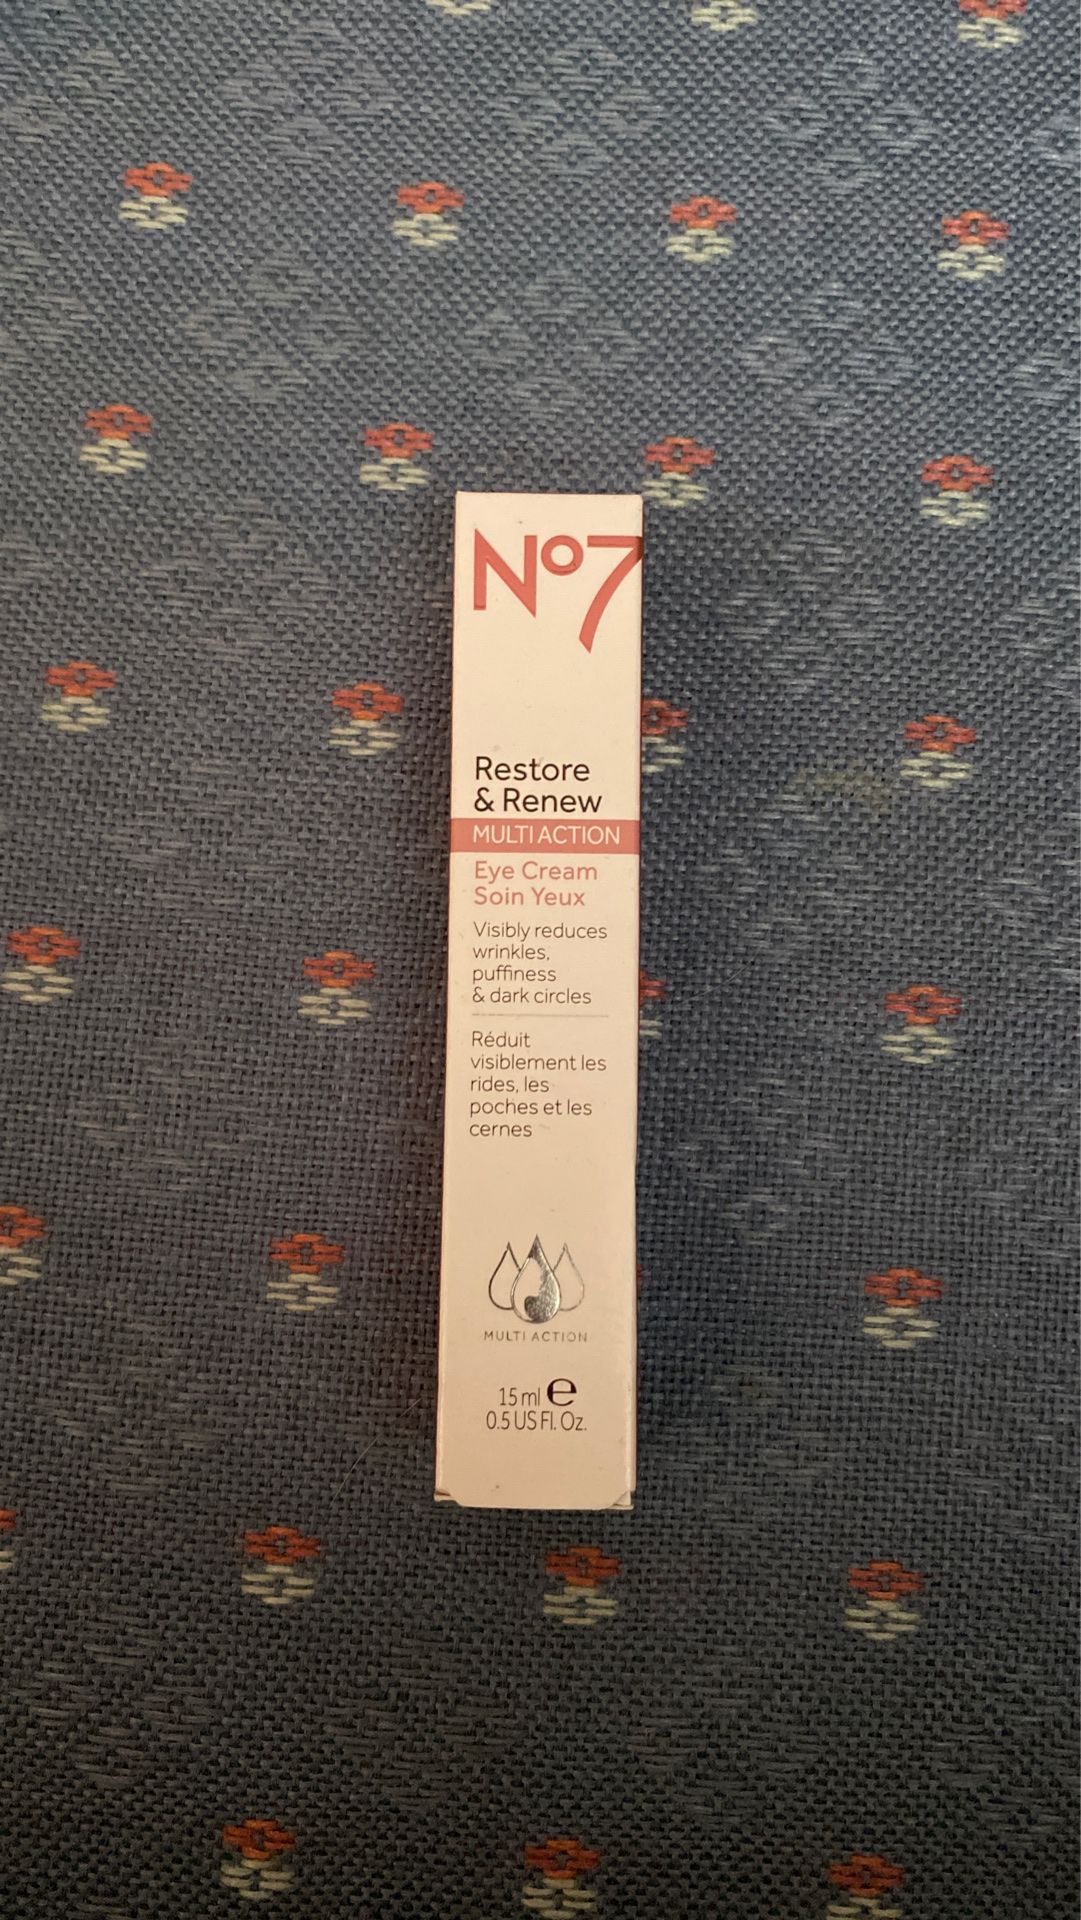 Nº7
Restore
& Renew
MULTI ACTION
Eye Cream
Soin Yeux
Visibly reduces
wrinkles,
puffiness
& dark circles
Réduit
visiblement les
rides, les
poches et les
cernes
MULTI ACTION
15 ml ℮
0.5 US Fl. Oz.